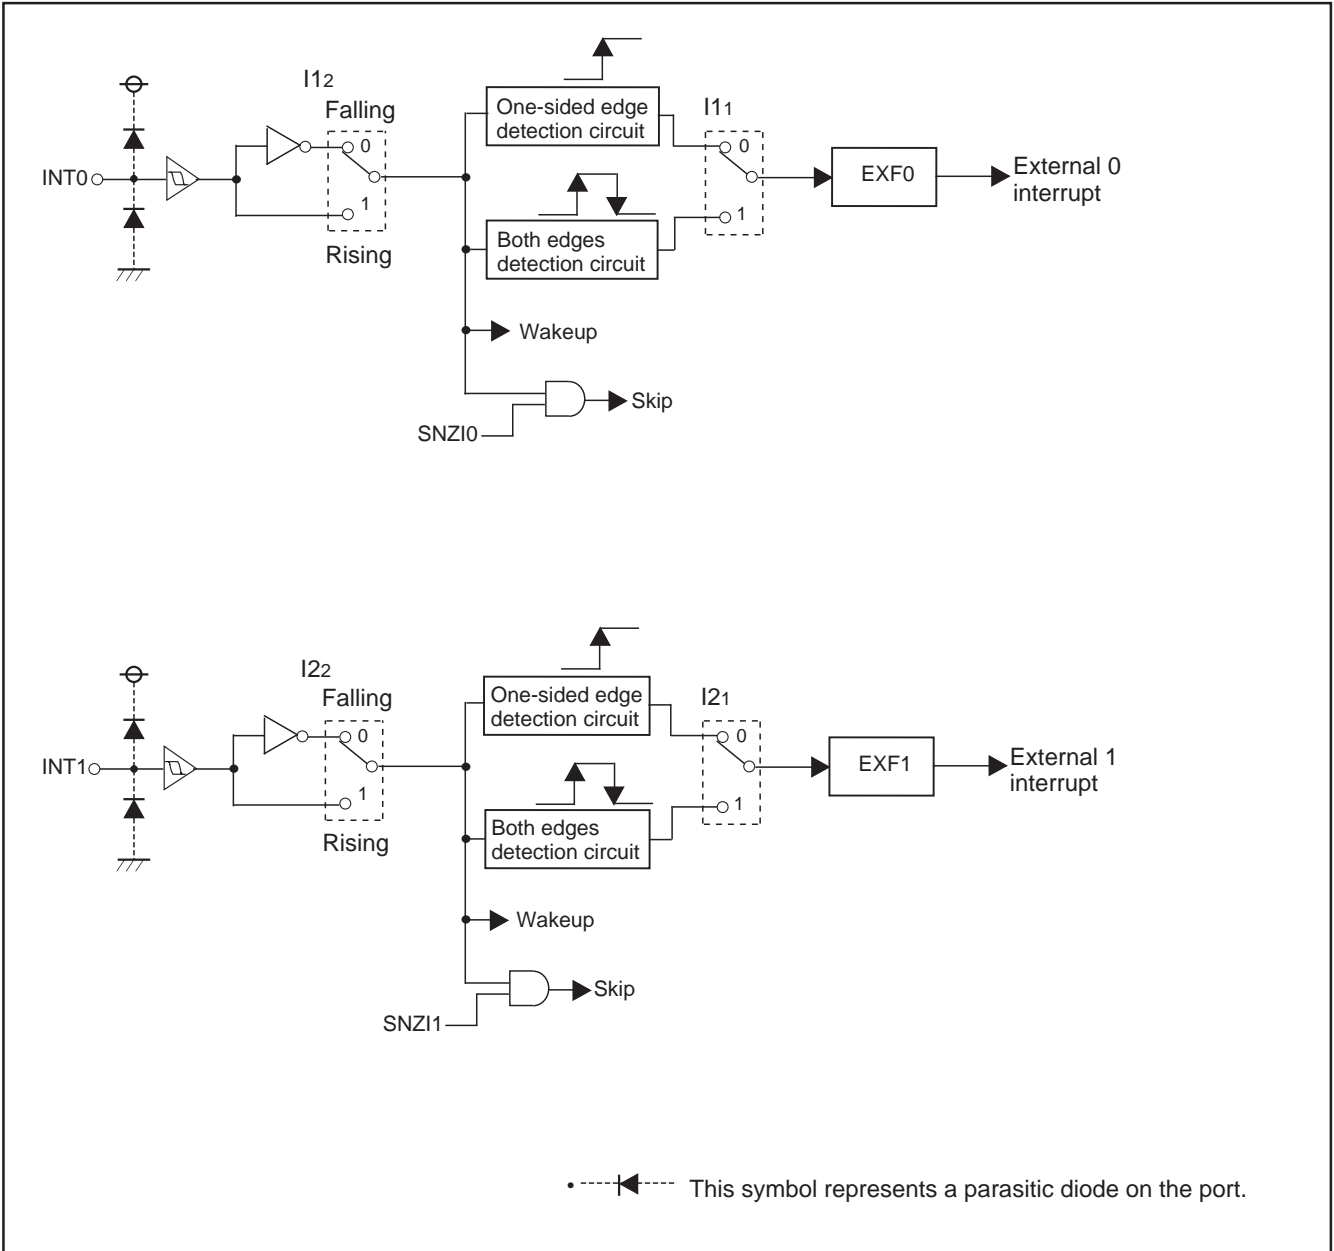 I12
Falling
0
1
Rising
INT0
One-sided edge
detection circuit
Both edges
detection circuit
I11
0
1
EXF0
External 0
interrupt
Wakeup
Skip
SNZI0
I22
Falling
0
1
Rising
INT1
One-sided edge
detection circuit
Both edges
detection circuit
I21
0
1
EXF1
External 1
interrupt
Wakeup
Skip
SNZI1
This symbol represents a parasitic diode on the port.